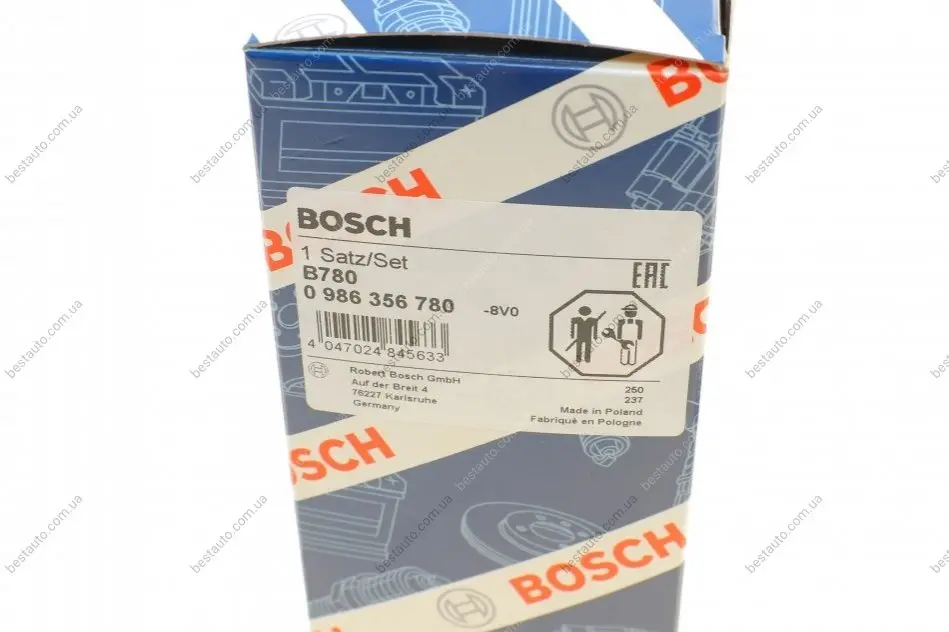 BO
BOSCH
BOSCH
1 Satz/Set
B780
0 986 356 780 -8V0
EAC
4 047024 845633
Robert Bosch GmbH
Auf der Breit 4
76227 Karlsruhe
Germany
250
237
Made in Poland
Fabriqué en Pologne
BOSCH
BOSCH
bestauto.com.ua